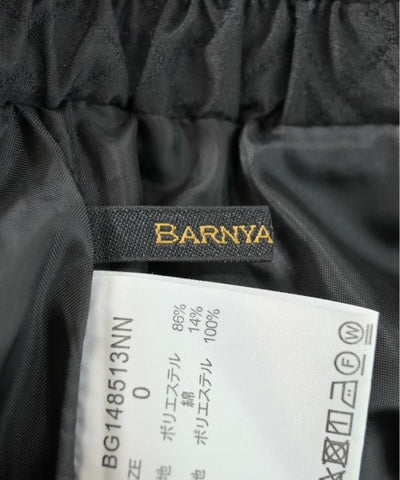 BARNYA
BG148513NN
ZE 0
地 ポリエステル 86%
綿 14%
地 ポリエステル 100%